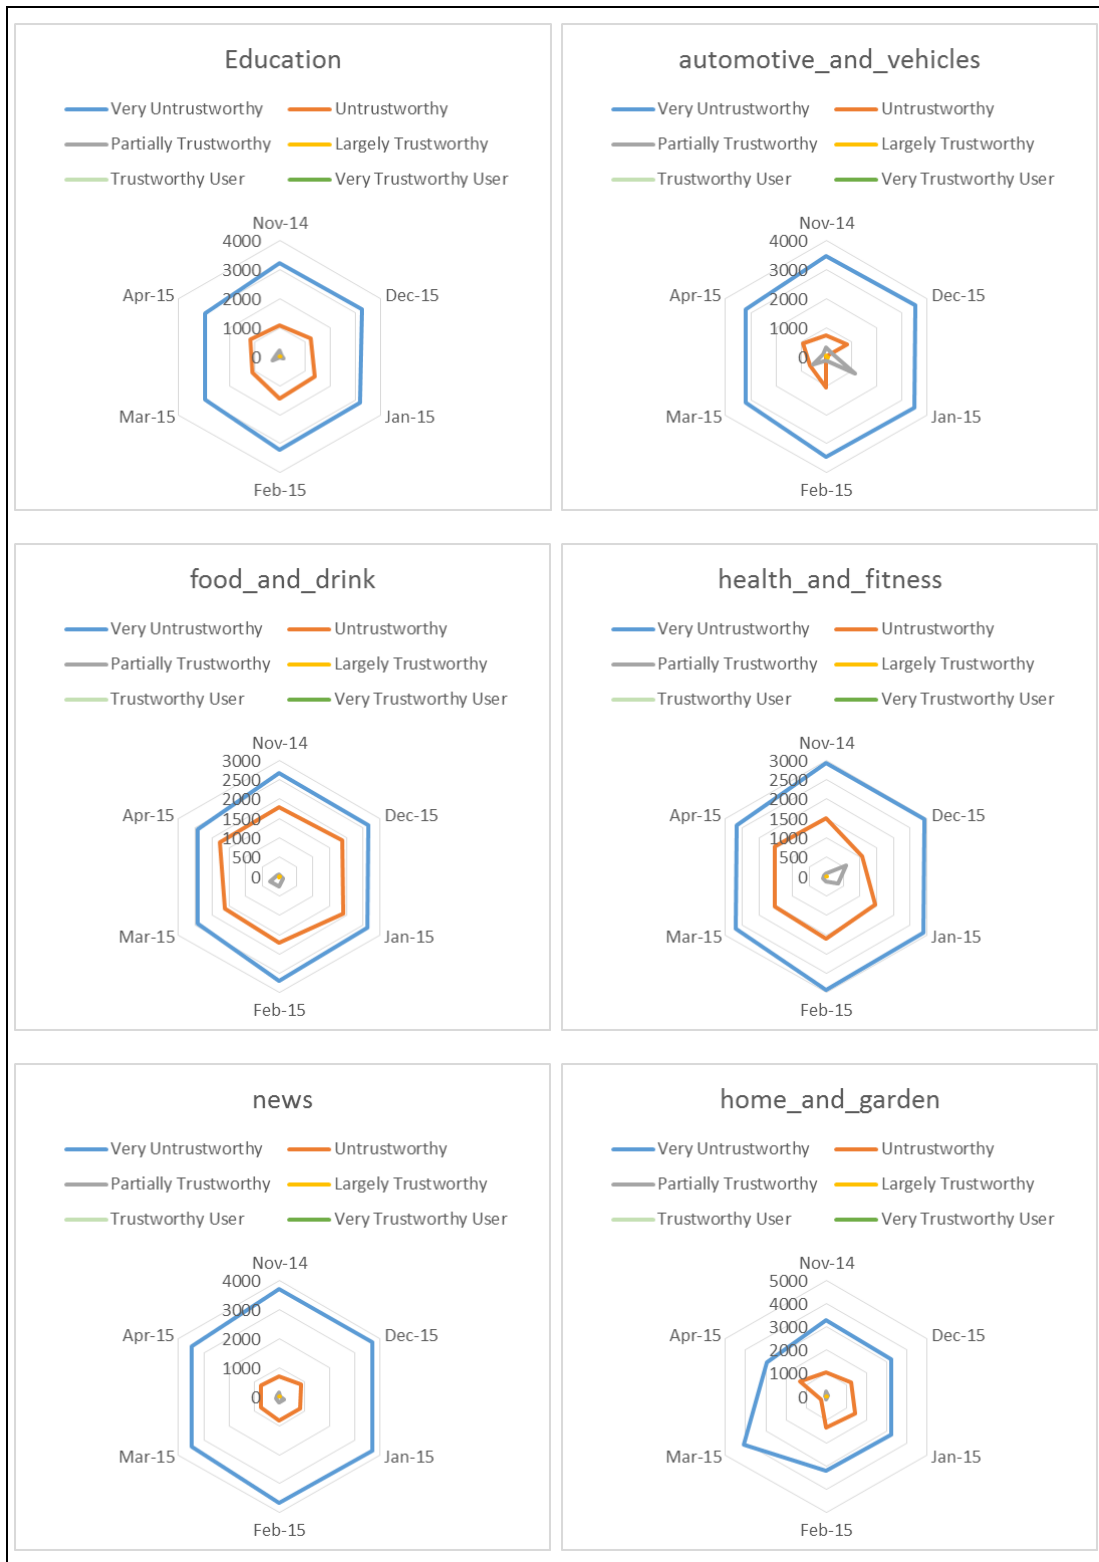 Education
Very Untrustworthy Untrustworthy
Partially Trustworthy Largely Trustworthy
Trustworthy User Very Trustworthy User
Nov-14
4000
3000
Apr-15 Dec-15
2000
1000
0
Mar-15 Jan-15
Feb-15
automotive_and_vehicles
Very Untrustworthy Untrustworthy
Partially Trustworthy Largely Trustworthy
Trustworthy User Very Trustworthy User
Nov-14
4000
3000
Apr-15 Dec-15
2000
1000
0
Mar-15 Jan-15
Feb-15
food_and_drink
Very Untrustworthy Untrustworthy
Partially Trustworthy Largely Trustworthy
Trustworthy User Very Trustworthy User
Nov-14
3000
2500
2000
Apr-15 Dec-15
1500
1000
500
0
Mar-15 Jan-15
Feb-15
health_and_fitness
Very Untrustworthy Untrustworthy
Partially Trustworthy Largely Trustworthy
Trustworthy User Very Trustworthy User
Nov-14
3000
2500
2000
Apr-15 Dec-15
1500
1000
500
0
Mar-15 Jan-15
Feb-15
news
Very Untrustworthy Untrustworthy
Partially Trustworthy Largely Trustworthy
Trustworthy User Very Trustworthy User
Nov-14
4000
3000
Apr-15 Dec-15
2000
1000
0
Mar-15 Jan-15
Feb-15
home_and_garden
Very Untrustworthy Untrustworthy
Partially Trustworthy Largely Trustworthy
Trustworthy User Very Trustworthy User
Nov-14
5000
4000
3000
Apr-15 Dec-15
2000
1000
0
Mar-15 Jan-15
Feb-15